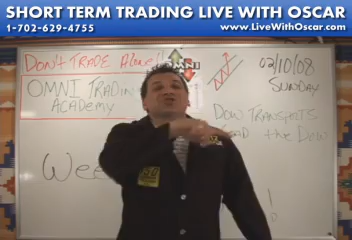 SHORT TERM TRADING LIVE WITH OSCAR
1-702-629-4755
www.LiveWithOscar.com
Don't TRADE Alone!!
02/10/08
SUNDAY
OMNI TRADIN
Academy
DOW TRANSPORTS
the Dow
Wee